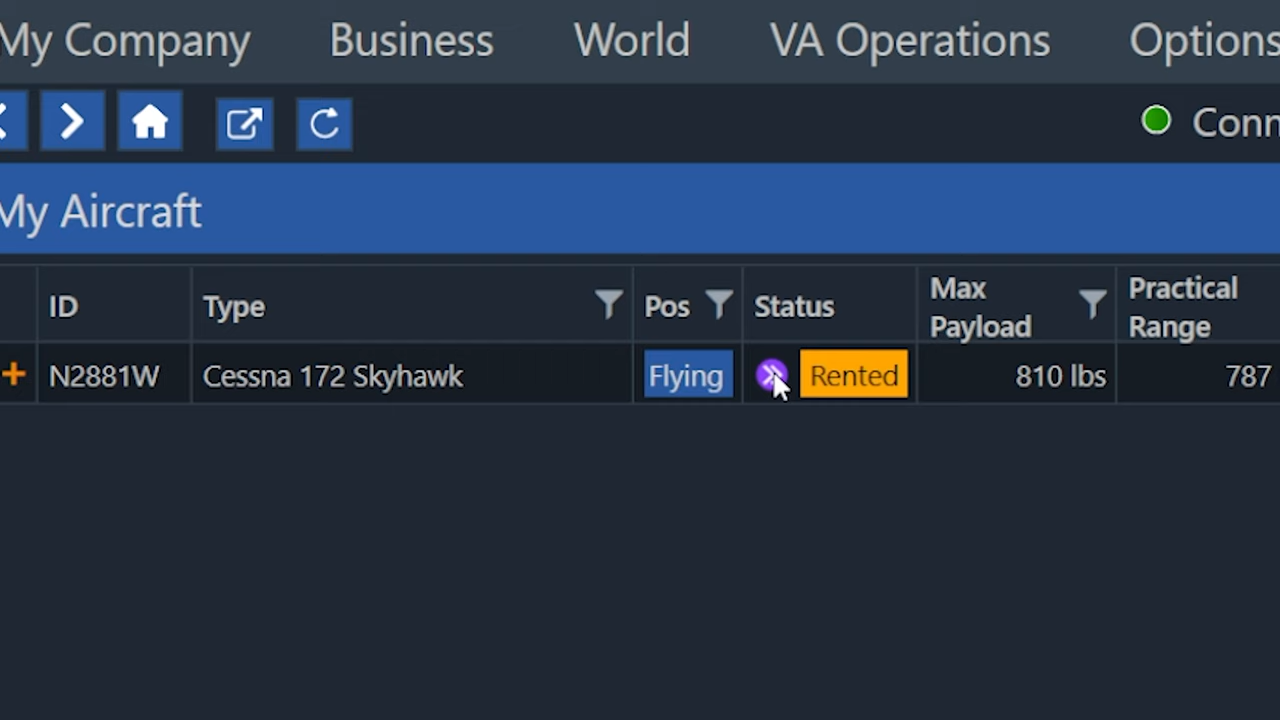 My Company Business World VA Operations Options
Conn
My Aircraft
ID Type Pos Status Max Payload Practical Range
N2881W Cessna 172 Skyhawk Flying Rented 810 lbs 787